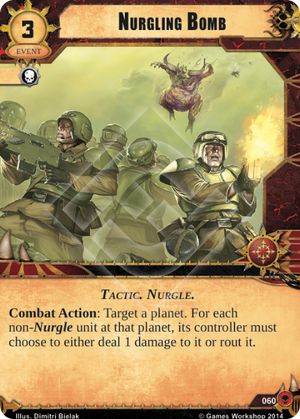 3
NURGLING BOMB
EVENT
TACTIC. NURGLE.
Combat Action: Target a planet. For each
non-Nurgle unit at that planet, its controller must
choose to either deal 1 damage to it or rout it.
060
Illus. Dimitri Bielak
© Games Workshop 2014